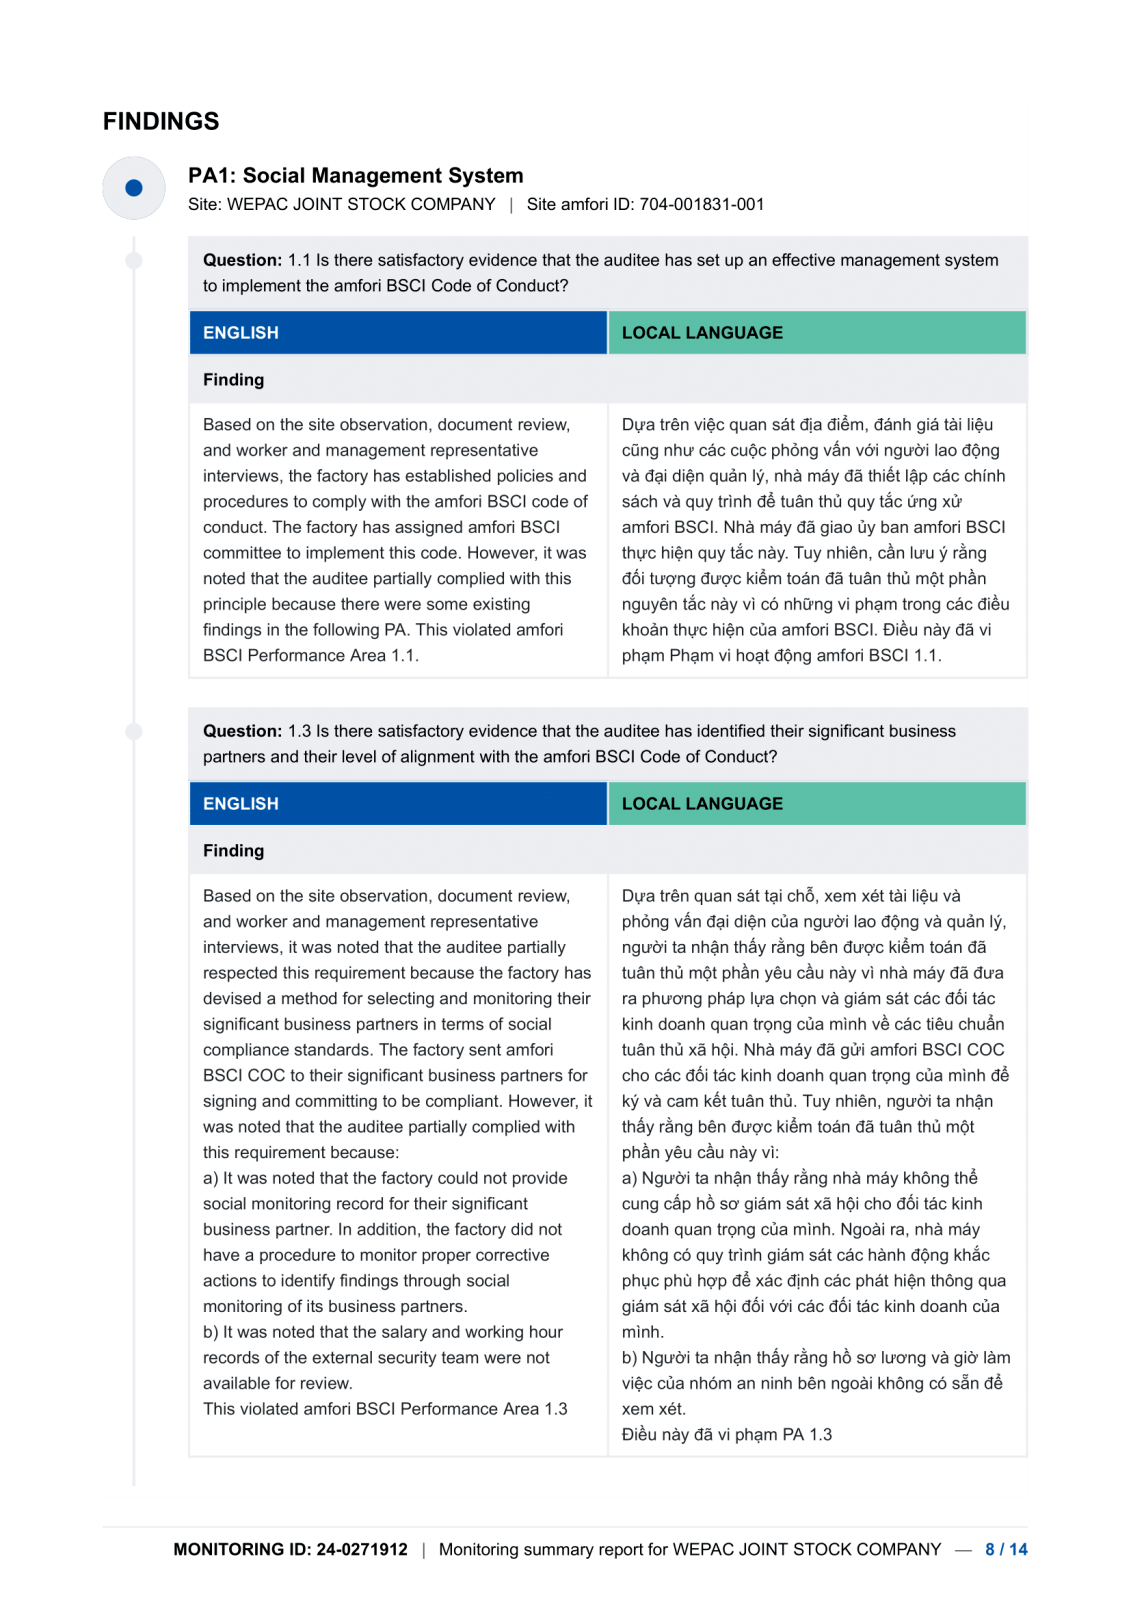 FINDINGS
PA1: Social Management System
Site: WEPAC JOINT STOCK COMPANY | Site amfori ID: 704-001831-001
Question: 1.1 Is there satisfactory evidence that the auditee has set up an effective management system
to implement the amfori BSCI Code of Conduct?
ENGLISH
LOCAL LANGUAGE
Finding
Based on the site observation, document review,
and worker and management representative
interviews, the factory has established policies and
procedures to comply with the amfori BSCI code of
conduct. The factory has assigned amfori BSCI
committee to implement this code. However, it was
noted that the auditee partially complied with this
principle because there were some existing
findings in the following PA. This violated amfori
BSCI Performance Area 1.1.
Dựa trên việc quan sát địa điểm, đánh giá tài liệu
cũng như các cuộc phỏng vấn với người lao động
và đại diện quản lý, nhà máy đã thiết lập các chính
sách và quy trình để tuân thủ quy tắc ứng xử
amfori BSCI. Nhà máy đã giao ủy ban amfori BSCI
thực hiện quy tắc này. Tuy nhiên, cần lưu ý rằng
đối tượng được kiểm toán đã tuân thủ một phần
nguyên tắc này vì có những vi phạm trong các điều
khoản thực hiện của amfori BSCI. Điều này đã vi
phạm Phạm vi hoạt động amfori BSCI 1.1.
Question: 1.3 Is there satisfactory evidence that the auditee has identified their significant business
partners and their level of alignment with the amfori BSCI Code of Conduct?
ENGLISH
LOCAL LANGUAGE
Finding
Based on the site observation, document review,
and worker and management representative
interviews, it was noted that the auditee partially
respected this requirement because the factory has
devised a method for selecting and monitoring their
significant business partners in terms of social
compliance standards. The factory sent amfori
BSCI COC to their significant business partners for
signing and committing to be compliant. However, it
was noted that the auditee partially complied with
this requirement because:
a) It was noted that the factory could not provide
social monitoring record for their significant
business partner. In addition, the factory did not
have a procedure to monitor proper corrective
actions to identify findings through social
monitoring of its business partners.
b) It was noted that the salary and working hour
records of the external security team were not
available for review.
This violated amfori BSCI Performance Area 1.3
Dựa trên quan sát tại chỗ, xem xét tài liệu và
phỏng vấn đại diện của người lao động và quản lý,
người ta nhận thấy rằng bên được kiểm toán đã
tuân thủ một phần yêu cầu này vì nhà máy đã đưa
ra phương pháp lựa chọn và giám sát các đối tác
kinh doanh quan trọng của mình về các tiêu chuẩn
tuân thủ xã hội. Nhà máy đã gửi amfori BSCI COC
cho các đối tác kinh doanh quan trọng của mình để
ký và cam kết tuân thủ. Tuy nhiên, người ta nhận
thấy rằng bên được kiểm toán đã tuân thủ một
phần yêu cầu này vì:
a) Người ta nhận thấy rằng nhà máy không thể
cung cấp hồ sơ giám sát xã hội cho đối tác kinh
doanh quan trọng của mình. Ngoài ra, nhà máy
không có quy trình giám sát các hành động khắc
phục phù hợp để xác định các phát hiện thông qua
giám sát xã hội đối với các đối tác kinh doanh của
mình.
b) Người ta nhận thấy rằng hồ sơ lương và giờ làm
việc của nhóm an ninh bên ngoài không có sẵn để
xem xét.
Điều này đã vi phạm PA 1.3
MONITORING ID: 24-0271912 | Monitoring summary report for WEPAC JOINT STOCK COMPANY — 8 / 14